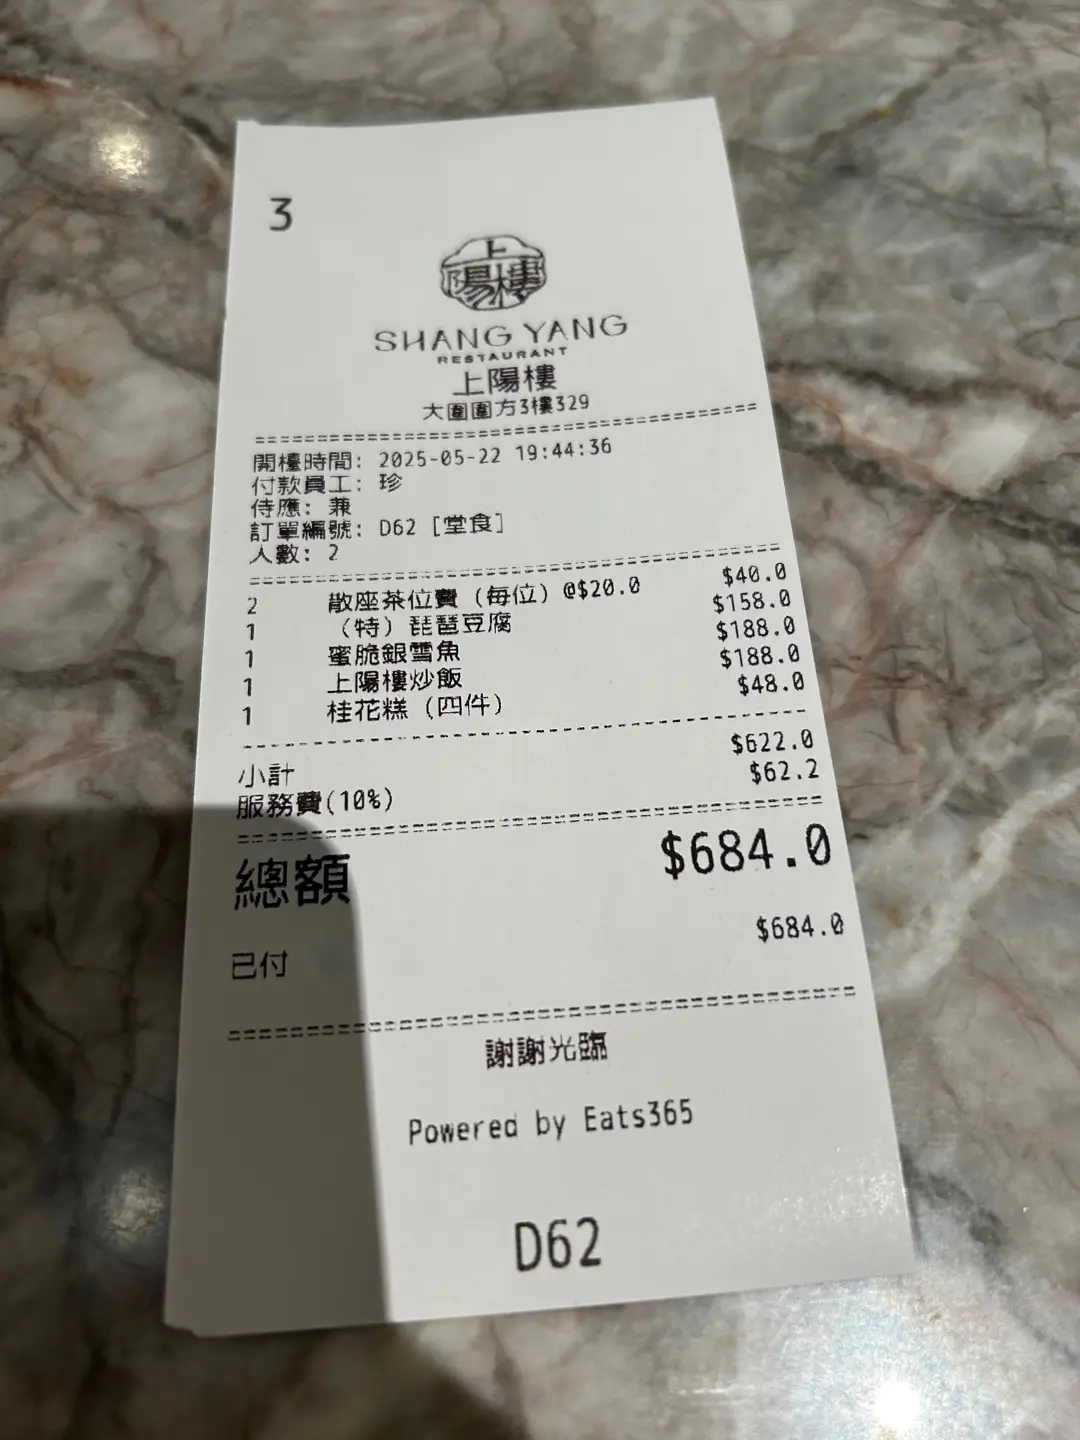 3
上陽樓
SHANG YANG
RESTAURANT
上陽樓
大圍圍方3樓329
開檯時間: 2025-05-22 19:44:36
付款員工: 珍
侍應: 兼
訂單編號: D62 [堂食]
人數: 2
2 散座茶位費 (每位) @$20.0 $40.0
1 (特) 琵琶豆腐 $158.0
1 蜜脆銀雪魚 $188.0
1 上陽樓炒飯 $188.0
1 桂花糕 (四件) $48.0
小計 $622.0
服務費(10%) $62.2
總額 $684.0
已付 $684.0
謝謝光臨
Powered by Eats365
D62